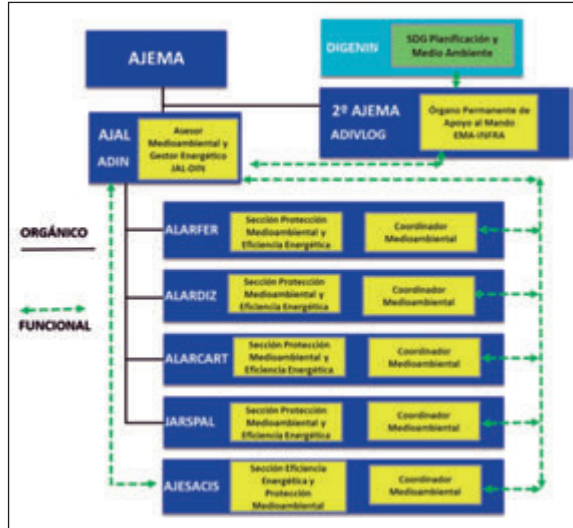 AJEMA
DIGENIN
SDG Planificación y
Medio Ambiente
2º AJEMA
ADIVLOG
Órgano Permanente de
Apoyo al Mando
EMA-INFRA
AJAL
ADIN
Asesor
Medioambiental y
Gestor Energético
JAL-DIN
ORGÁNICO
FUNCIONAL
ALARFER
Sección Protección
Medioambiental y
Eficiencia Energética
Coordinador
Medioambiental
ALARDIZ
Sección Protección
Medioambiental y
Eficiencia Energética
Coordinador
Medioambiental
ALARCART
Sección Protección
Medioambiental y
Eficiencia Energética
Coordinador
Medioambiental
JARSPAL
Sección Protección
Medioambiental y
Eficiencia Energética
Coordinador
Medioambiental
AJESACIS
Sección Eficiencia
Energética y
Protección
Medioambiental
Coordinador
Medioambiental